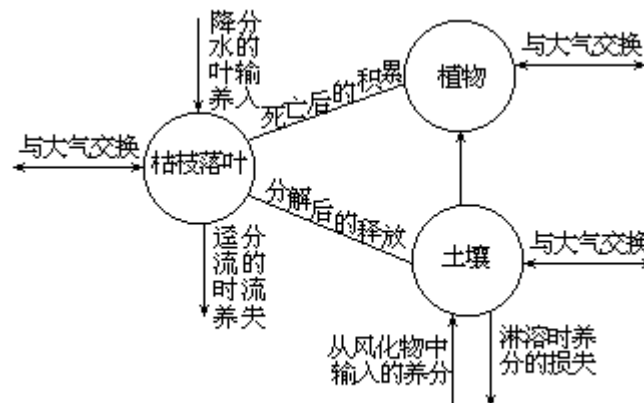 降水叶养
分的输入
死亡后的积累
植物
与大气交换
与大气交换
枯枝落叶
分解后的释放
迳流时养
分的流失
土壤
与大气交换
从风化物中
输入的养分
淋溶时养
分的损失